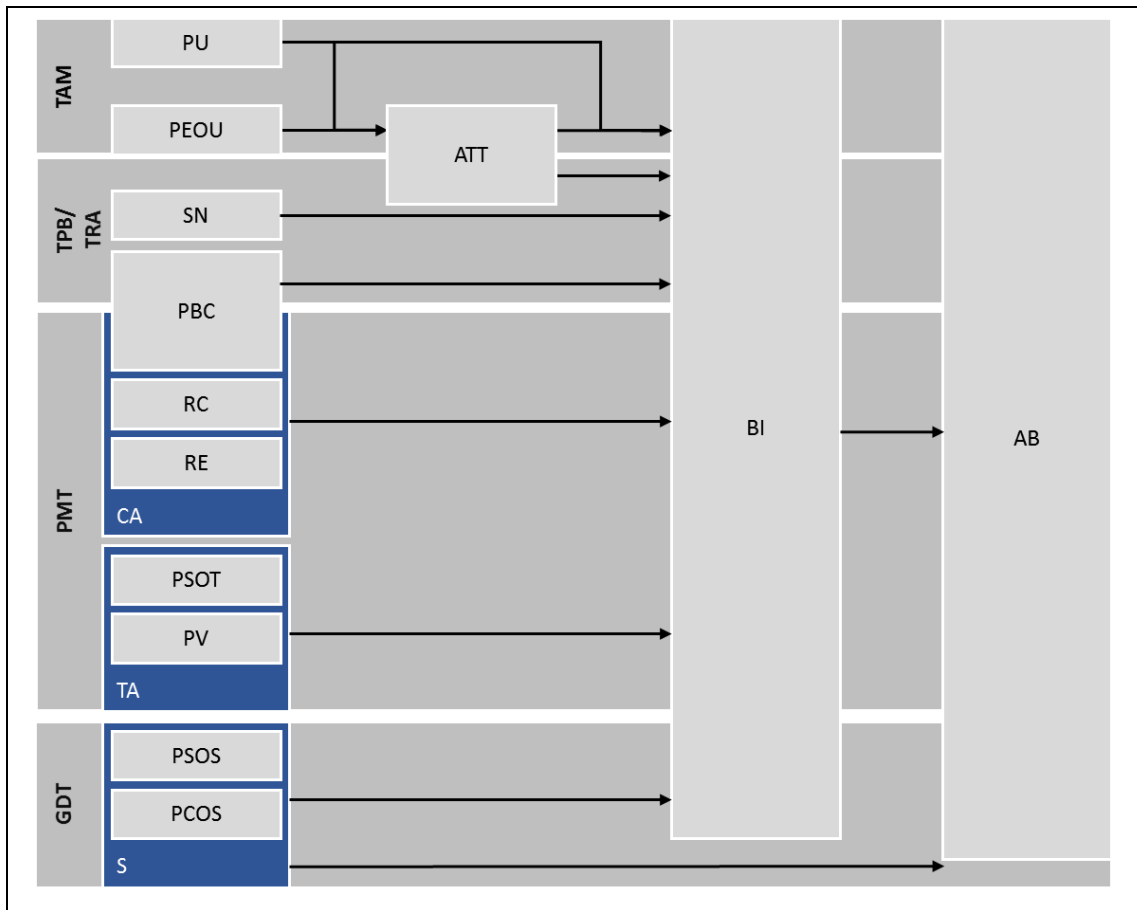 TAM
PU
PEOU
ATT
TPB/
TRA
SN
PBC
PMT
RC
RE
CA
PSOT
PV
TA
GDT
PSOS
PCOS
S
BI
AB